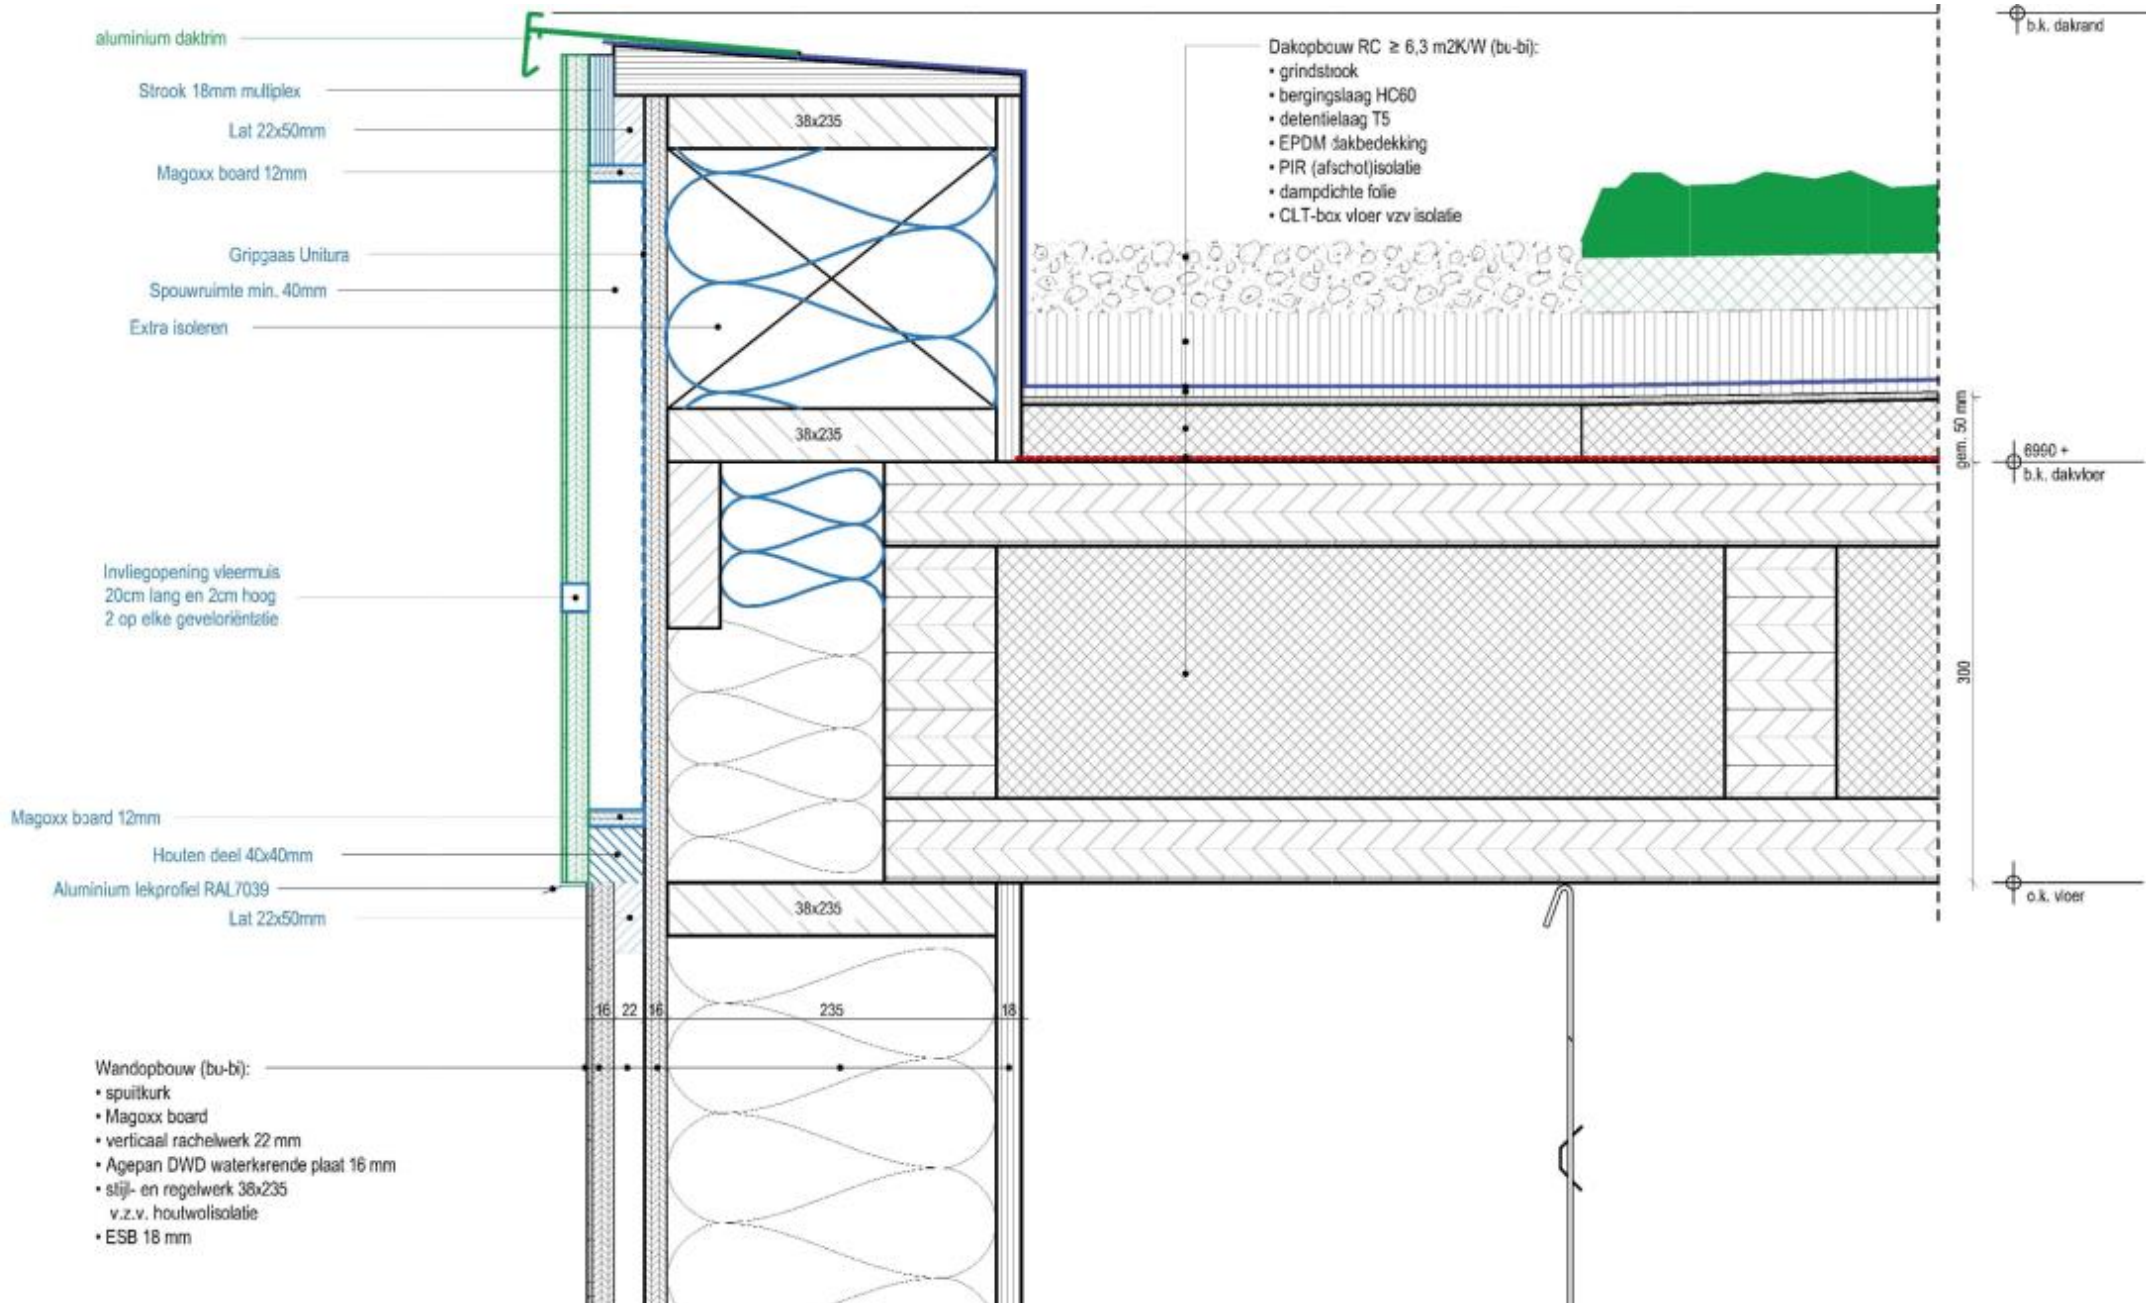 aluminium daktrim
Strook 18mm multiplex
Lat 22x50mm
Magoxx board 12mm
Gripgaas Unitura
Spouwruimte min. 40mm
Extra isoleren
Invliegopening vleermuis
20cm lang en 2cm hoog
2 op elke geveloriëntatie
Magoxx board 12mm
Houten deel 40x40mm
Aluminium lekprofiel RAL7039
Lat 22x50mm
Wandopbouw (bu-bi):
• spuitkurk
• Magoxx board
• verticaal rachelwerk 22 mm
• Agepan DWD waterkerende plaat 16 mm
• stijl- en regelwerk 38x235
v.z.v. houtwolisolatie
• ESB 18 mm
38x235
38x235
38x235
16 22 16 235 18
Dakopbouw RC ≥ 6,3 m2K/W (bu-bi):
• grindstrook
• bergingslaag HC60
• detentielaag T5
• EPDM dakbedekking
• PIR (afschot)isolatie
• dampdichte folie
• CLT-box vloer vzv isolatie
gem. 50 mm
300
b.k. dakrand
6990 +
b.k. dakvloer
o.k. vloer